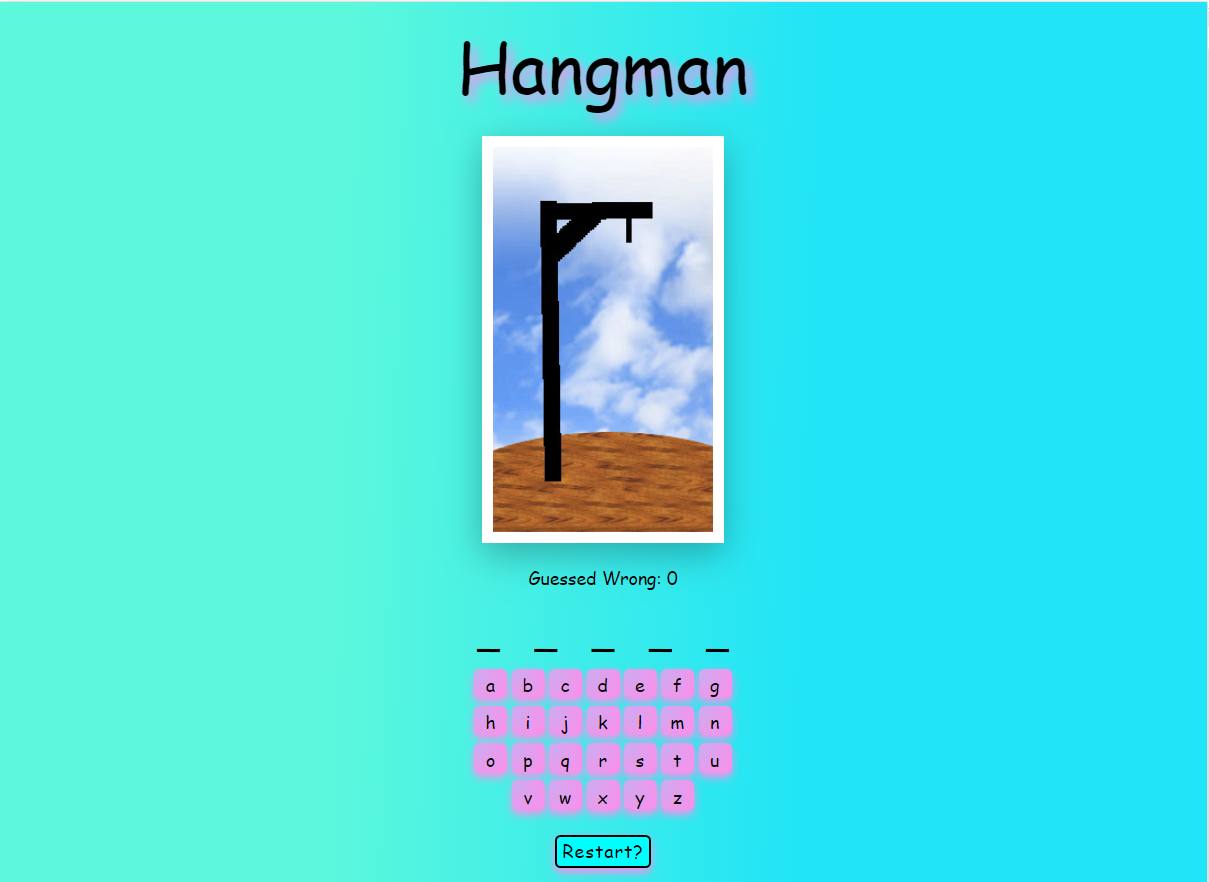 Hangman
Guessed Wrong: 0
_ _ _ _ _
a b c d e f g
h i j k l m n
o p q r s t u
v w x y z
Restart?